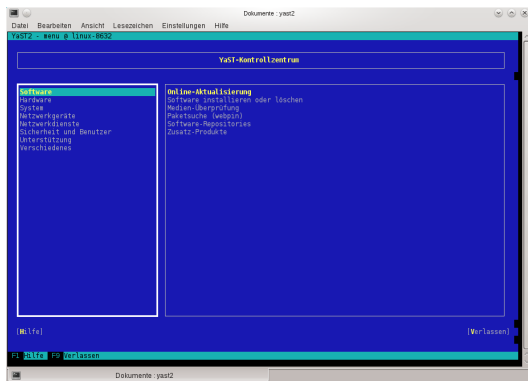 Dokumente : yast2
Datei Bearbeiten Ansicht Lesezeichen Einstellungen Hilfe
YaST2 - menu @ linux-8632
YaST-Kontrollzentrum
Software
Hardware
System
Netzwerkgeräte
Netzwerkdienste
Sicherheit und Benutzer
Unterstützung
Verschiedenes
Online-Aktualisierung
Software installieren oder löschen
Medien-Überprüfung
Paketsuche (webpin)
Software-Repositories
Zusatz-Produkte
[Hilfe] [Verlassen]
F1 Hilfe F9 Verlassen
Dokumente : yast2